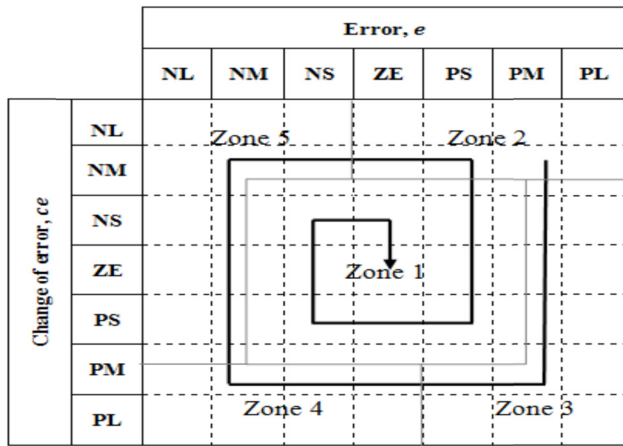 Error, e
NL NM NS ZE PS PM PL
Change of error, ce
NL
Zone 5 Zone 2
NM
NS
ZE
Zone 1
PS
PM
Zone 4 Zone 3
PL